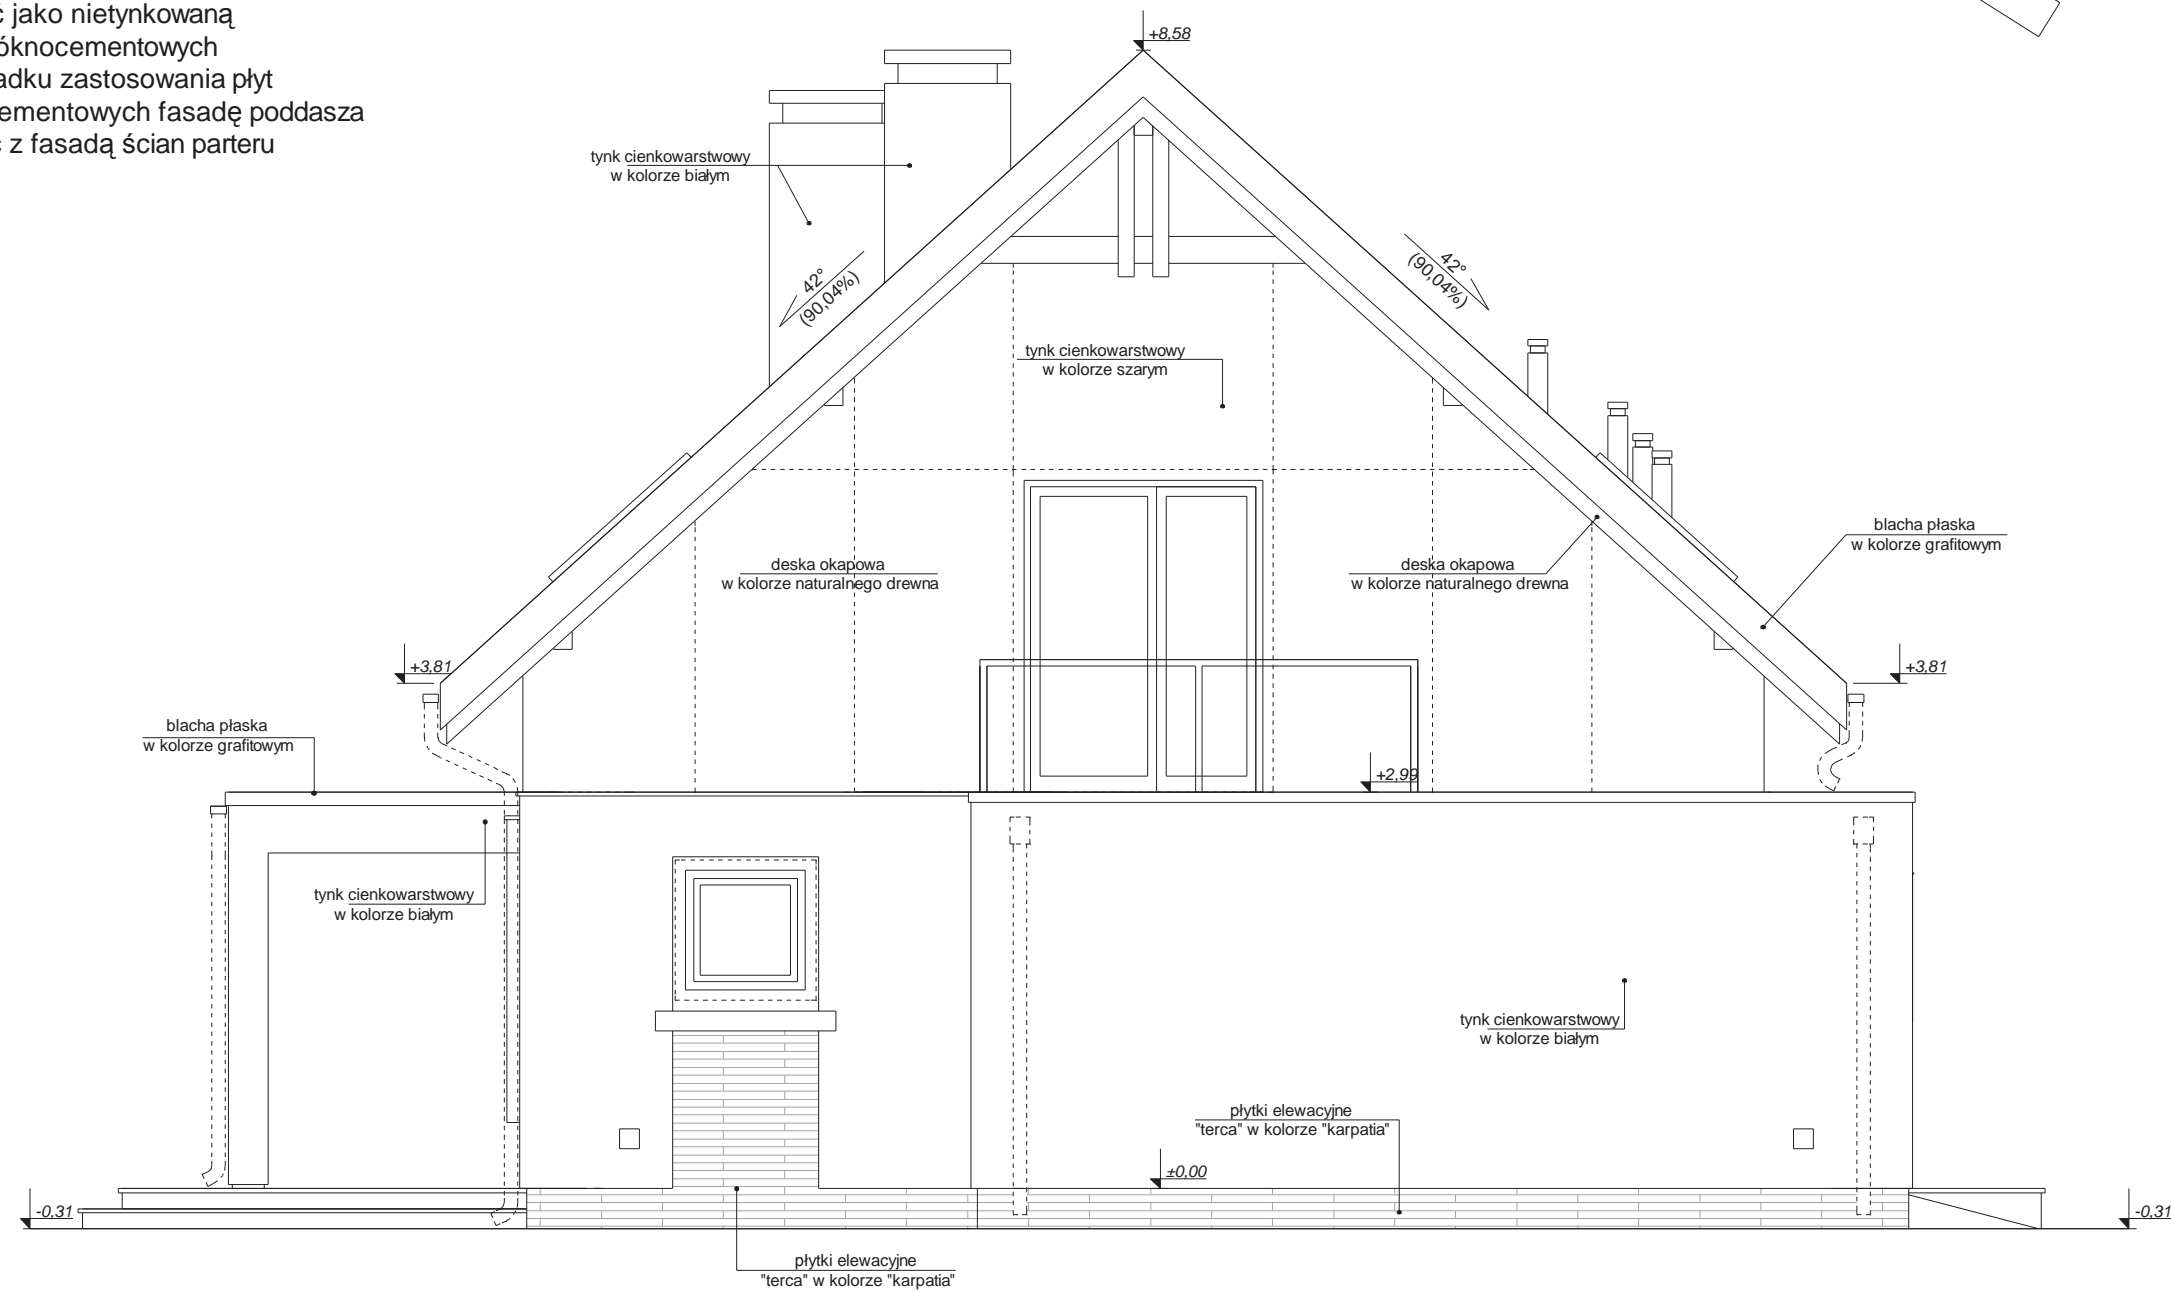 ć jako nietynkowaną
óknocementowych
adku zastosowania płyt
ementowych fasadę poddasza
ć z fasadą ścian parteru
+8,58
tynk cienkowarstwowy
w kolorze białym
42°
(90,04%)
42°
(90,04%)
tynk cienkowarstwowy
w kolorze szarym
blacha płaska
w kolorze grafitowym
deska okapowa
w kolorze naturalnego drewna
deska okapowa
w kolorze naturalnego drewna
+3,81
+3,81
blacha płaska
w kolorze grafitowym
+2,99
tynk cienkowarstwowy
w kolorze białym
tynk cienkowarstwowy
w kolorze białym
płytki elewacyjne
"terca" w kolorze "karpatia"
±0,00
-0,31
-0,31
płytki elewacyjne
"terca" w kolorze "karpatia"